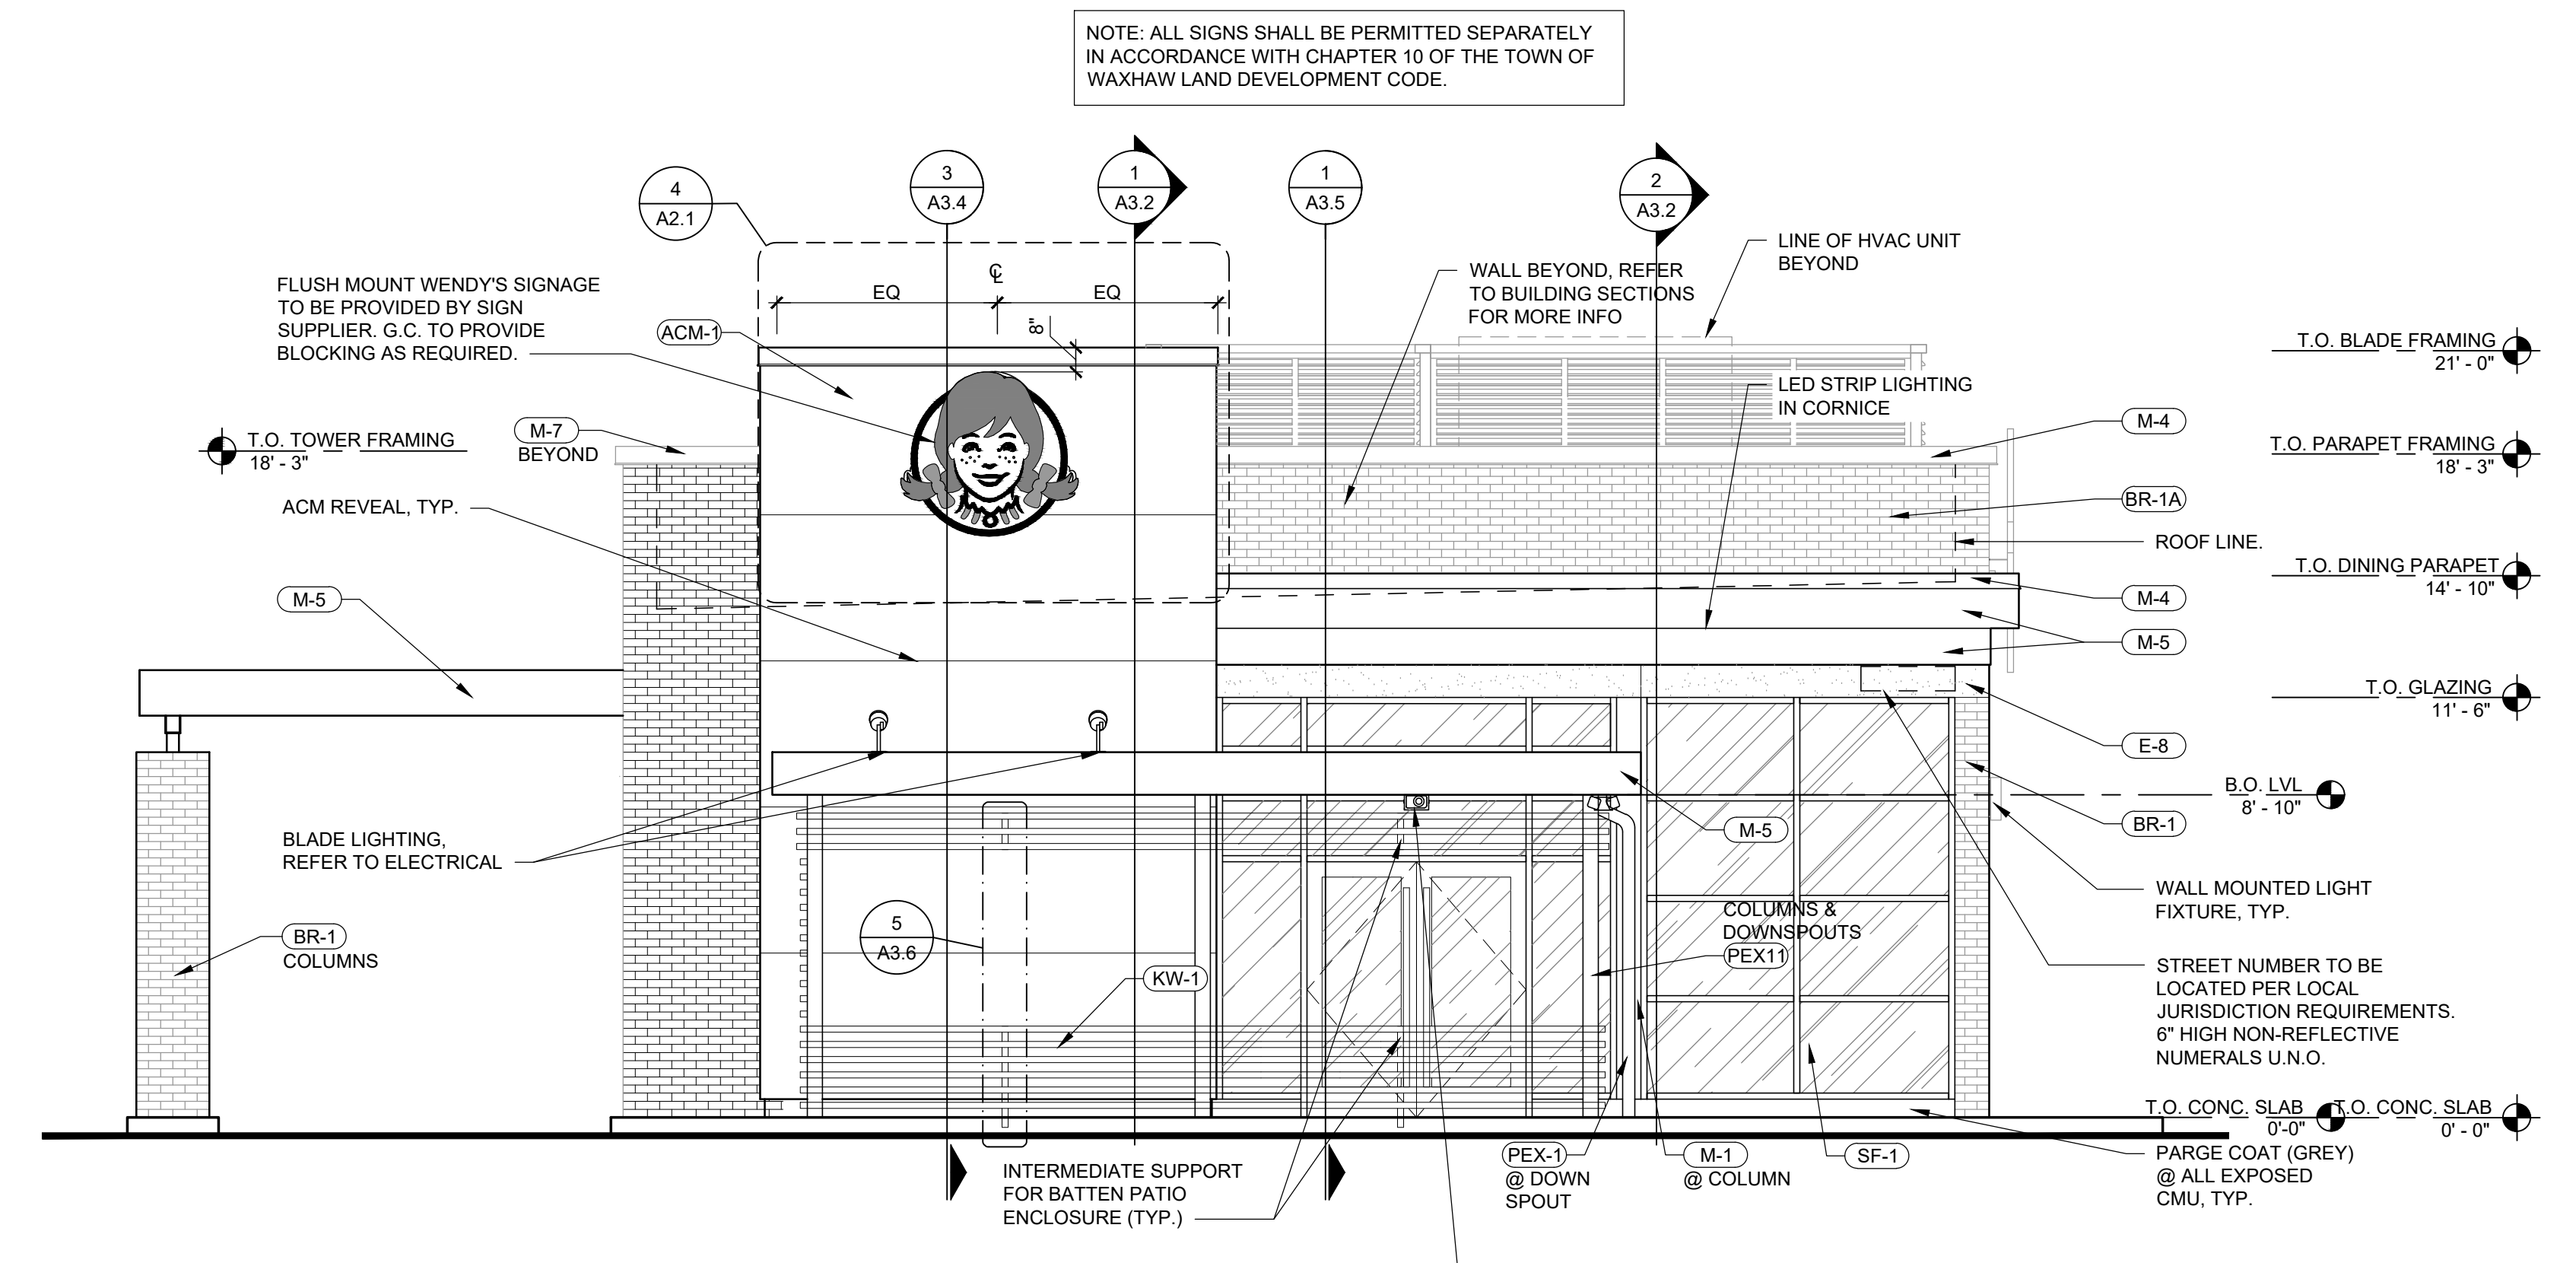 NOTE: ALL SIGNS SHALL BE PERMITTED SEPARATELY
IN ACCORDANCE WITH CHAPTER 10 OF THE TOWN OF
WAXHAW LAND DEVELOPMENT CODE.
4
A2.1
3
A3.4
1
A3.2
1
A3.5
2
A3.2
LINE OF HVAC UNIT
BEYOND
WALL BEYOND, REFER
TO BUILDING SECTIONS
FOR MORE INFO
FLUSH MOUNT WENDY'S SIGNAGE
TO BE PROVIDED BY SIGN
SUPPLIER. G.C. TO PROVIDE
BLOCKING AS REQUIRED.
℄
EQ
EQ
8"
ACM-1
T.O. BLADE FRAMING
21' - 0"
LED STRIP LIGHTING
IN CORNICE
M-4
T.O. TOWER FRAMING
18' - 3"
M-7
BEYOND
T.O. PARAPET FRAMING
18' - 3"
BR-1A
ACM REVEAL, TYP.
ROOF LINE.
T.O. DINING PARAPET
14' - 10"
M-5
M-4
M-5
T.O. GLAZING
11' - 6"
E-8
B.O. LVL
8' - 10"
BR-1
M-5
BLADE LIGHTING,
REFER TO ELECTRICAL
WALL MOUNTED LIGHT
FIXTURE, TYP.
5
A3.6
COLUMNS &
DOWNSPOUTS
PEX11
BR-1
COLUMNS
KW-1
STREET NUMBER TO BE
LOCATED PER LOCAL
JURISDICTION REQUIREMENTS.
6" HIGH NON-REFLECTIVE
NUMERALS U.N.O.
T.O. CONC. SLAB
0'-0"
T.O. CONC. SLAB
0' - 0"
INTERMEDIATE SUPPORT
FOR BATTEN PATIO
ENCLOSURE (TYP.)
PEX-1
@ DOWN
SPOUT
M-1
@ COLUMN
SF-1
PARGE COAT (GREY)
@ ALL EXPOSED
CMU, TYP.